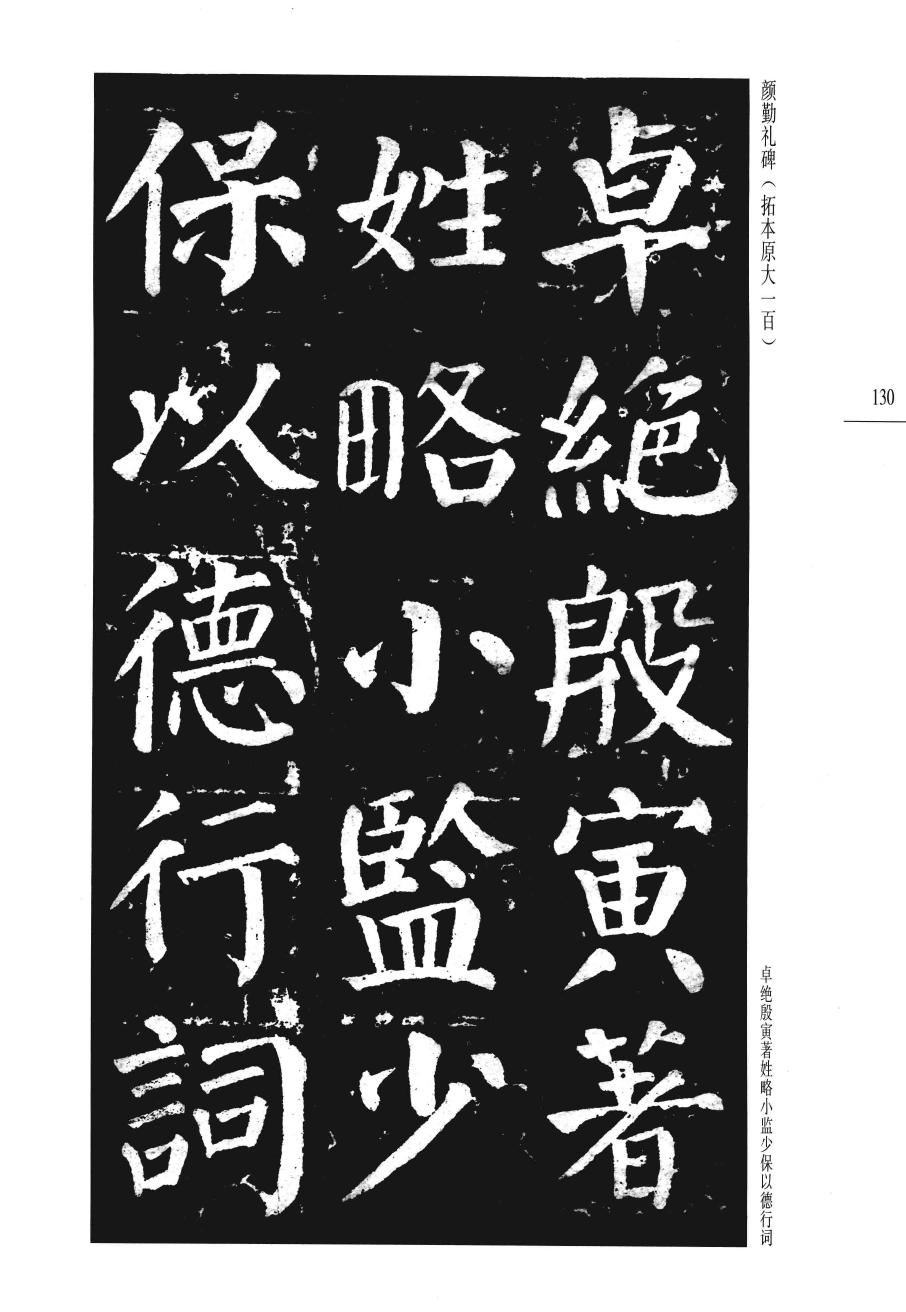 颜勤礼碑（拓本原大一百）
130
卓絶殷寅著
姓略小監少
保以德行詞
卓绝殷寅著姓略小监少保以德行词